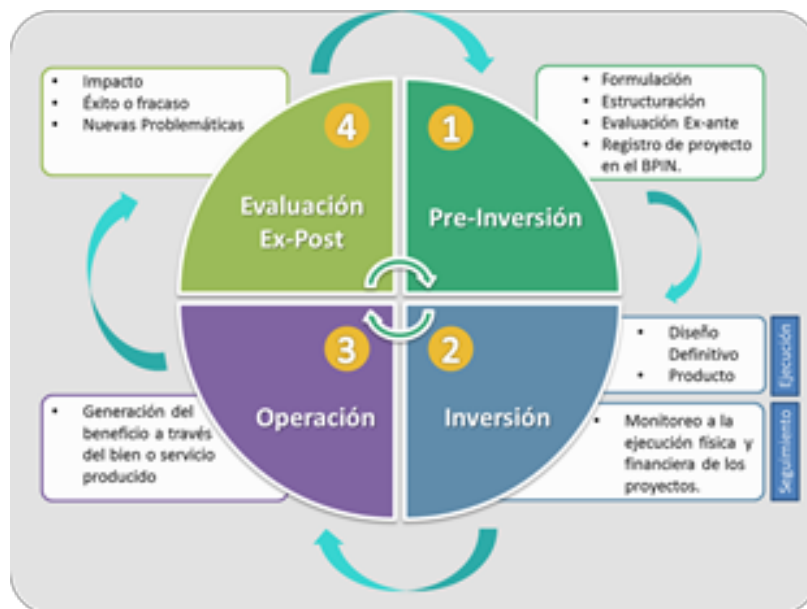 4
Evaluación
Ex-Post
• Impacto
• Éxito o fracaso
• Nuevas Problemáticas
1
Pre-Inversión
• Formulación
• Estructuración
• Evaluación Ex-ante
• Registro de proyecto
en el BPIN.
2
Inversión
• Diseño
Definitivo
• Producto
Ejecución
• Monitoreo a la
ejecución física y
financiera de los
proyectos.
Seguimiento
3
Operación
• Generación del
beneficio a través
del bien o servicio
producido